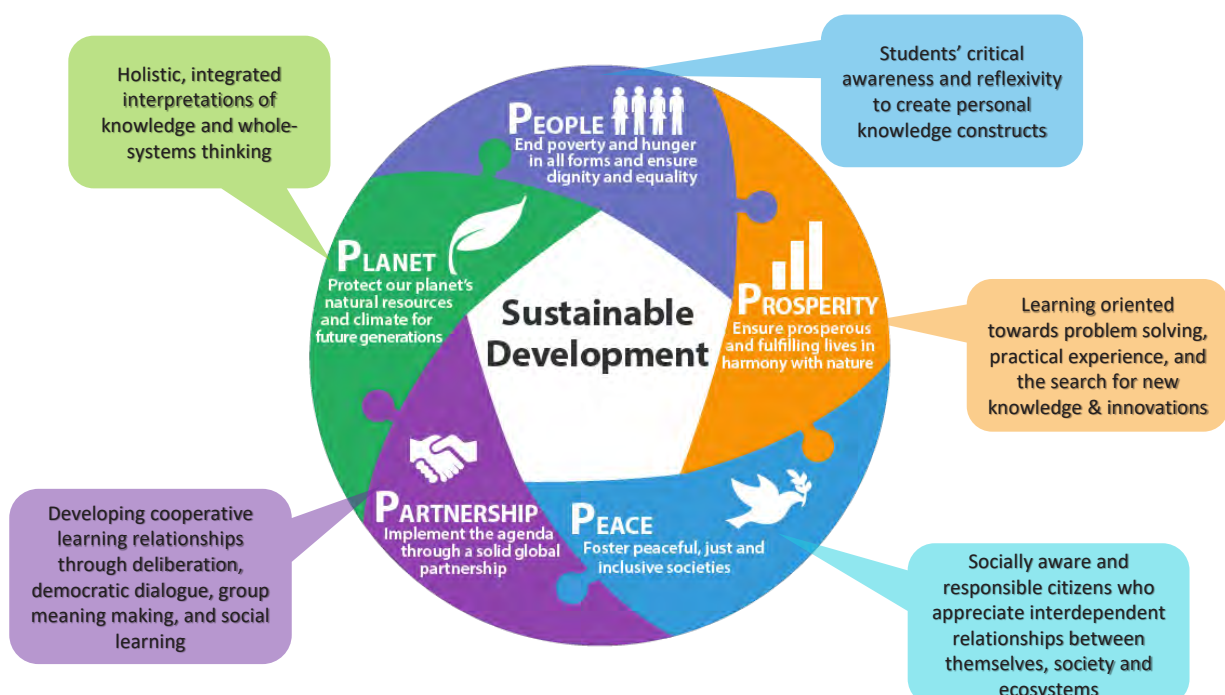 Students' critical
awareness and reflexivity
to create personal
knowledge constructs
Holistic, integrated
interpretations of
knowledge and whole-
systems thinking
PEOPLE
End poverty and hunger
in all forms and ensure
dignity and equality
PLANET
Protect our planet's
natural resources
and climate for
future generations
Sustainable
Development
PROSPERITY
Ensure prosperous
and fulfilling lives in
harmony with nature
Learning oriented
towards problem solving,
practical experience, and
the search for new
knowledge & innovations
PARTNERSHIP
Implement the agenda
through a solid global
partnership
PEACE
Foster peaceful, just and
inclusive societies
Developing cooperative
learning relationships
through deliberation,
democratic dialogue, group
meaning making, and social
learning
Socially aware and
responsible citizens who
appreciate interdependent
relationships between
themselves, society and
ecosystems